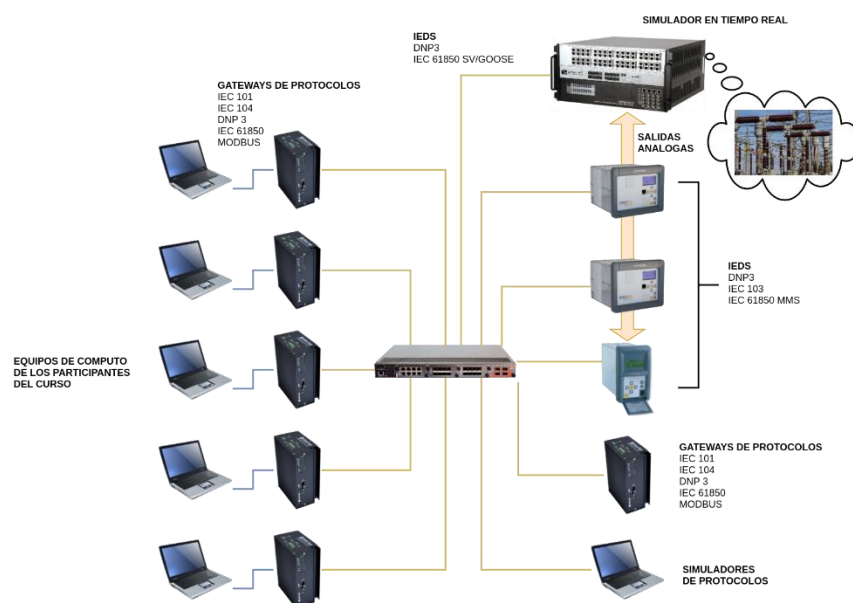 SIMULADOR EN TIEMPO REAL
IEDS
DNP3
IEC 61850 SV/GOOSE
GATEWAYS DE PROTOCOLOS
IEC 101
IEC 104
DNP 3
IEC 61850
MODBUS
SALIDAS
ANALOGAS
IEDS
DNP3
IEC 103
IEC 61850 MMS
EQUIPOS DE COMPUTO
DE LOS PARTICIPANTES
DEL CURSO
GATEWAYS DE PROTOCOLOS
IEC 101
IEC 104
DNP 3
IEC 61850
MODBUS
SIMULADORES
DE PROTOCOLOS